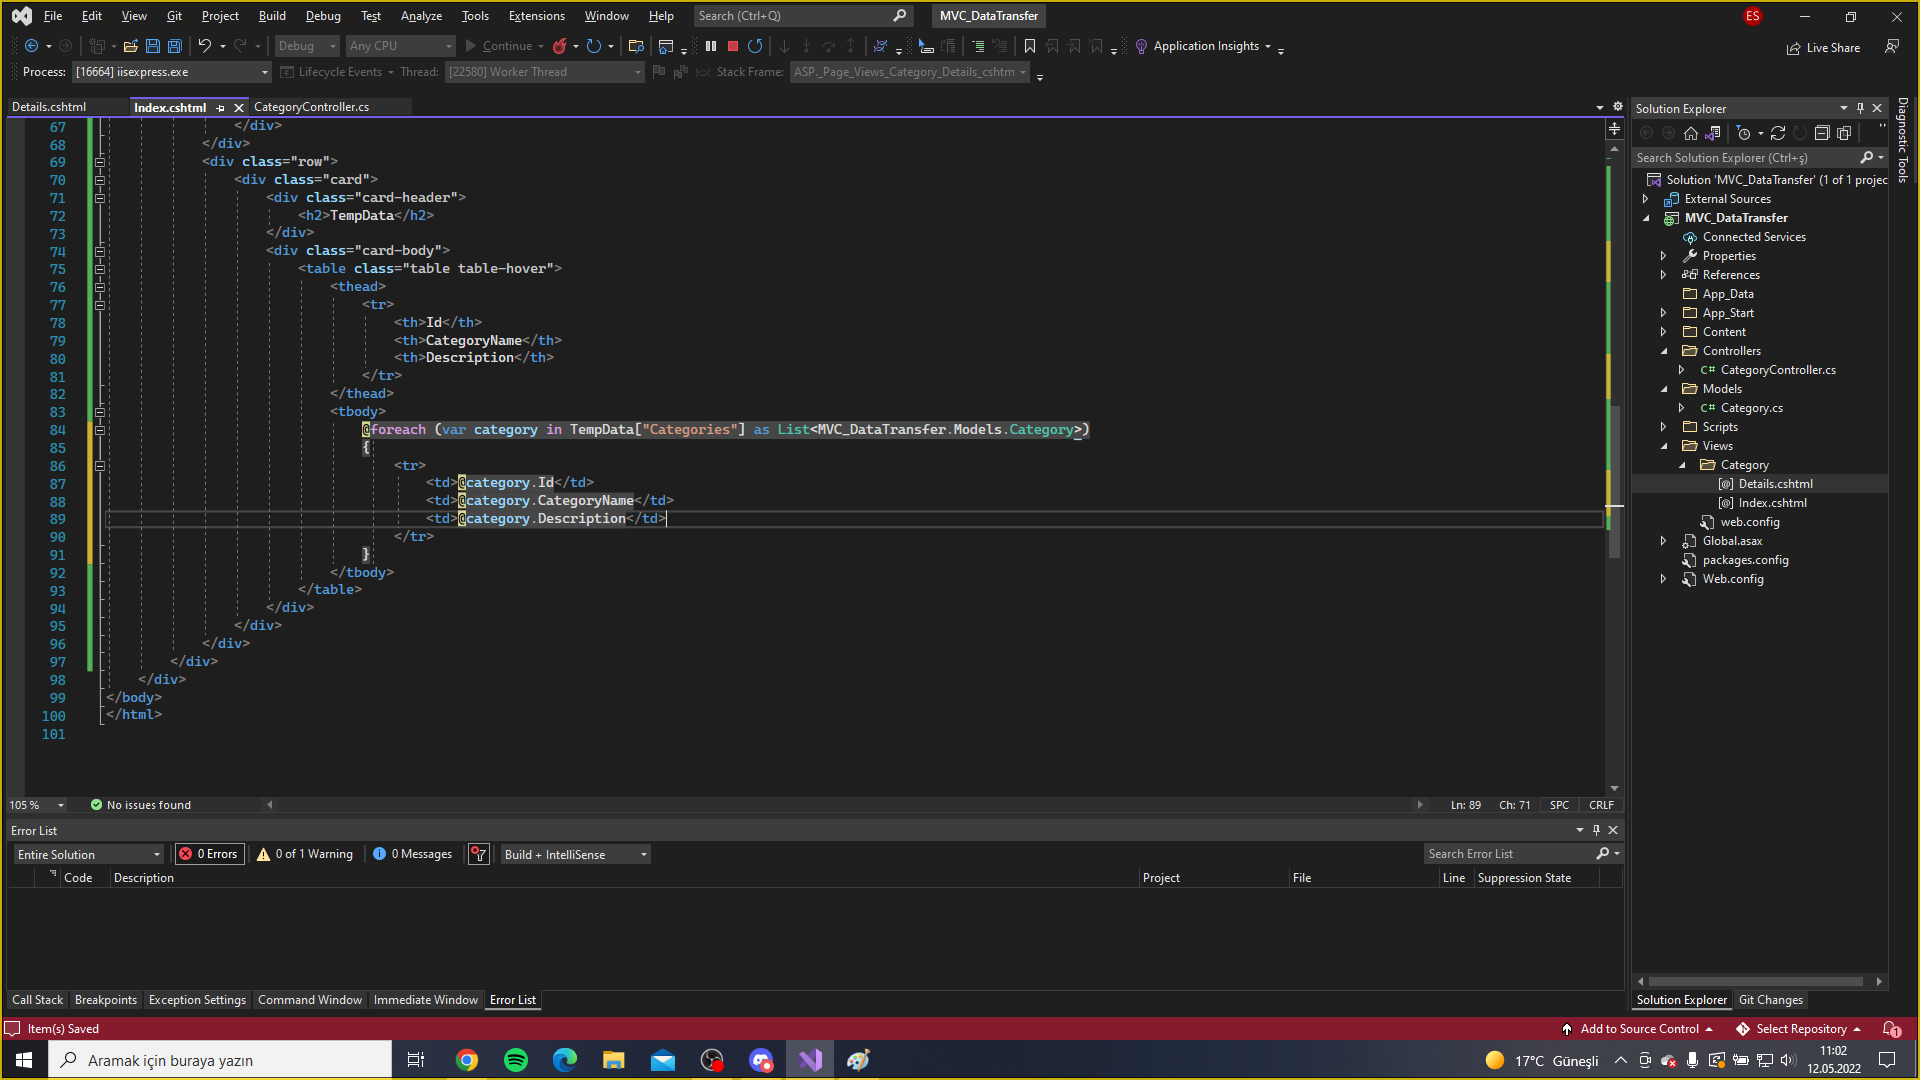 File Edit View Git Project Build Debug Test Analyze Tools Extensions Window Help Search (Ctrl+Q) MVC_DataTransfer ES
Debug Any CPU Continue Application Insights Live Share
Process: [16664] iisexpress.exe Lifecycle Events Thread: [22580] Worker Thread Stack Frame: ASP._Page_Views_Category_Details_cshtm
Details.cshtml Index.cshtml CategoryController.cs
67 </div>
68 </div>
69 <div class="row">
70 <div class="card">
71 <div class="card-header">
72 <h2>TempData</h2>
73 </div>
74 <div class="card-body">
75 <table class="table table-hover">
76 <thead>
77 <tr>
78 <th>Id</th>
79 <th>CategoryName</th>
80 <th>Description</th>
81 </tr>
82 </thead>
83 <tbody>
84 @foreach (var category in TempData["Categories"] as List<MVC_DataTransfer.Models.Category>)
85 {
86 <tr>
87 <td>@category.Id</td>
88 <td>@category.CategoryName</td>
89 <td>@category.Description</td>
90 </tr>
91 }
92 </tbody>
93 </table>
94 </div>
95 </div>
96 </div>
97 </div>
98 </div>
99 </body>
100 </html>
101
105 % No issues found Ln: 89 Ch: 71 SPC CRLF
Error List
Entire Solution 0 Errors 0 of 1 Warning 0 Messages Build + IntelliSense Search Error List
Code Description Project File Line Suppression State
Call Stack Breakpoints Exception Settings Command Window Immediate Window Error List
Solution Explorer
Search Solution Explorer (Ctrl+ş)
Solution 'MVC_DataTransfer' (1 of 1 projec
External Sources
MVC_DataTransfer
Connected Services
Properties
References
App_Data
App_Start
Content
Controllers
C# CategoryController.cs
Models
C# Category.cs
Scripts
Views
Category
Details.cshtml
Index.cshtml
web.config
Global.asax
packages.config
Web.config
Solution Explorer Git Changes
Diagnostic Tools
Item(s) Saved Add to Source Control Select Repository 1
Aramak için buraya yazın 17°C Güneşli 11:02
12.05.2022